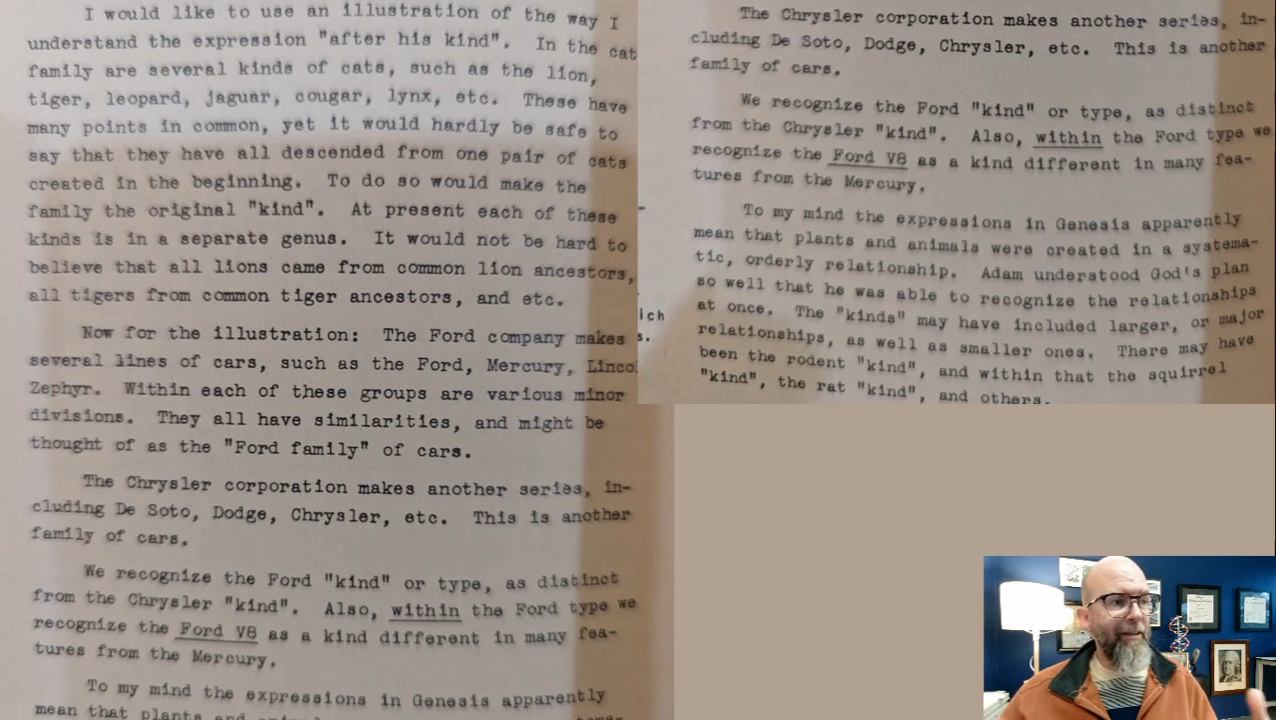 I would like to use an illustration of the way I
understand the expression "after his kind". In the cat
family are several kinds of cats, such as the lion,
tiger, leopard, jaguar, cougar, lynx, etc. These have
many points in common, yet it would hardly be safe to
say that they have all descended from one pair of cats
created in the beginning. To do so would make the
family the original "kind". At present each of these
kinds is in a separate genus. It would not be hard to
believe that all lions came from common lion ancestors,
all tigers from common tiger ancestors, and etc.
Now for the illustration: The Ford company makes
several lines of cars, such as the Ford, Mercury, Linco
Zephyr. Within each of these groups are various minor
divisions. They all have similarities, and might be
thought of as the "Ford family" of cars.
The Chrysler corporation makes another series, in-
cluding De Soto, Dodge, Chrysler, etc. This is another
family of cars.
We recognize the Ford "kind" or type, as distinct
from the Chrysler "kind". Also, within the Ford type we
recognize the Ford V8 as a kind different in many fea-
tures from the Mercury.
To my mind the expressions in Genesis apparently
mean that plants and
The Chrysler corporation makes another series, in-
cluding De Soto, Dodge, Chrysler, etc. This is another
family of cars.
We recognize the Ford "kind" or type, as distinct
from the Chrysler "kind". Also, within the Ford type we
recognize the Ford V8 as a kind different in many fea-
tures from the Mercury.
To my mind the expressions in Genesis apparently
mean that plants and animals were created in a systema-
tic, orderly relationship. Adam understood God's plan
so well that he was able to recognize the relationships
at once. The "kinds" may have included larger, or major
relationships, as well as smaller ones. There may have
been the rodent "kind", and within that the squirrel
"kind", the rat "kind", and others.
ich
s.